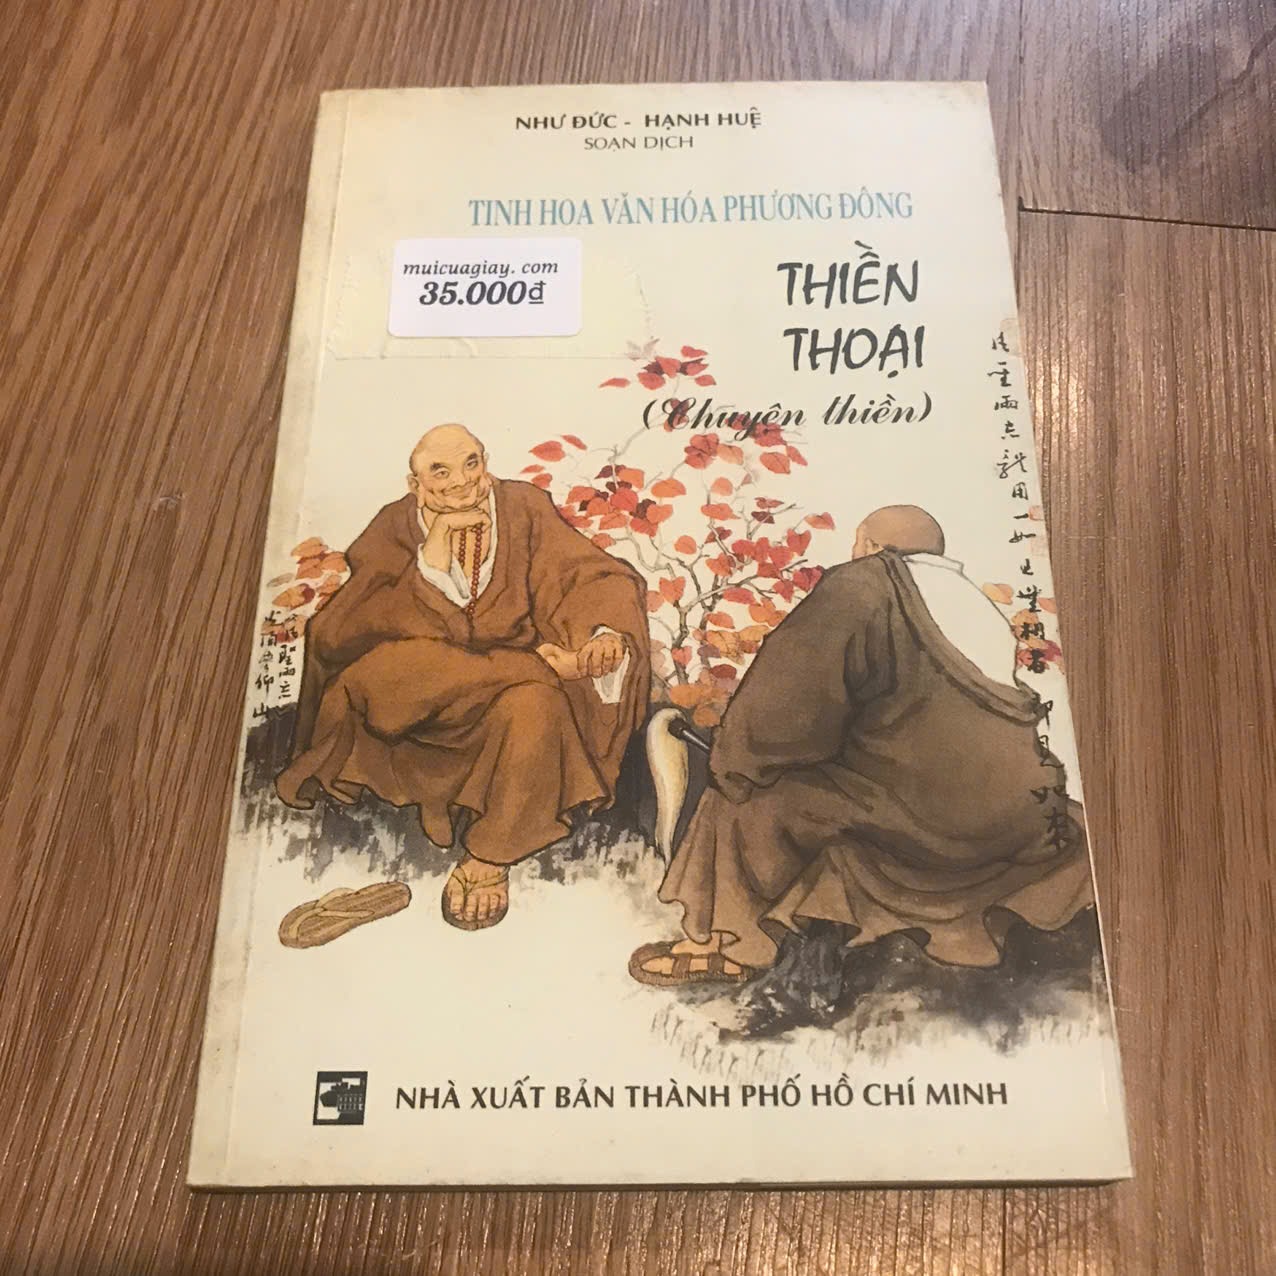 NHƯ ĐỨC - HẠNH HUỆ
SOẠN DỊCH
TINH HOA VĂN HÓA PHƯƠNG ĐÔNG
muicuagiay. com
35.000₫
THIỀN
THOẠI
(Chuyện thiền)
NHÀ XUẤT BẢN THÀNH PHỐ HỒ CHÍ MINH